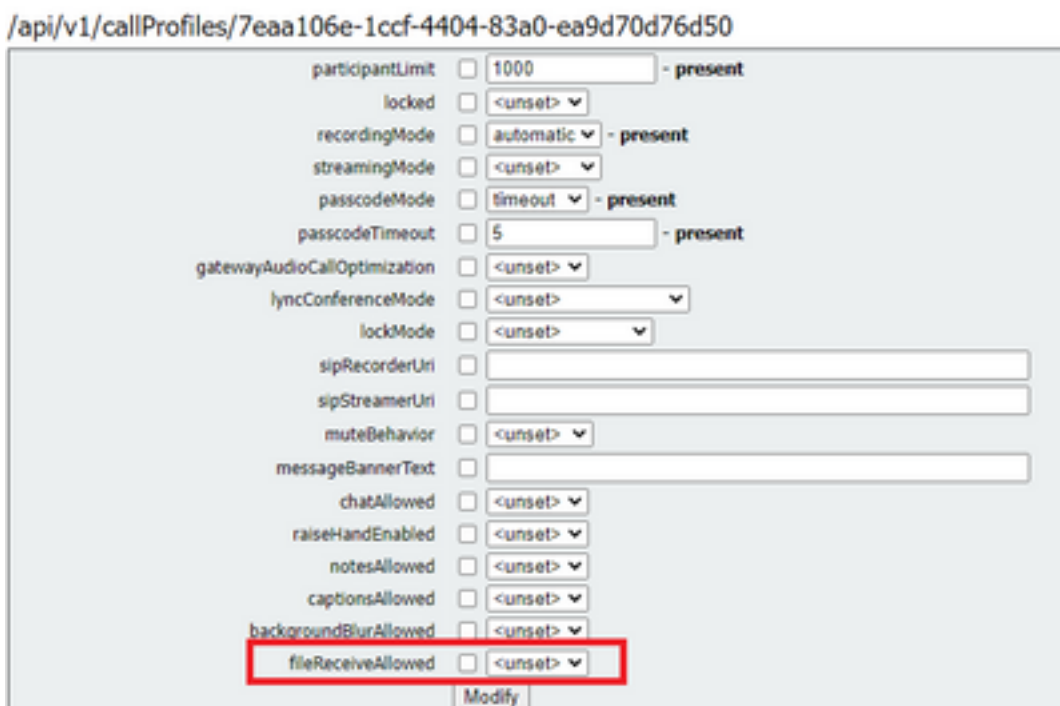 /api/v1/callProfiles/7eaa106e-1ccf-4404-83a0-ea9d70d76d50
participantLimit 1000 - present
locked <unset>
recordingMode automatic - present
streamingMode <unset>
passcodeMode timeout - present
passcodeTimeout 5 - present
gatewayAudioCallOptimization <unset>
lyncConferenceMode <unset>
lockMode <unset>
sipRecorderUri
sipStreamerUri
muteBehavior <unset>
messageBannerText
chatAllowed <unset>
raiseHandEnabled <unset>
notesAllowed <unset>
captionsAllowed <unset>
backgroundBlurAllowed <unset>
fileReceiveAllowed <unset>
Modify